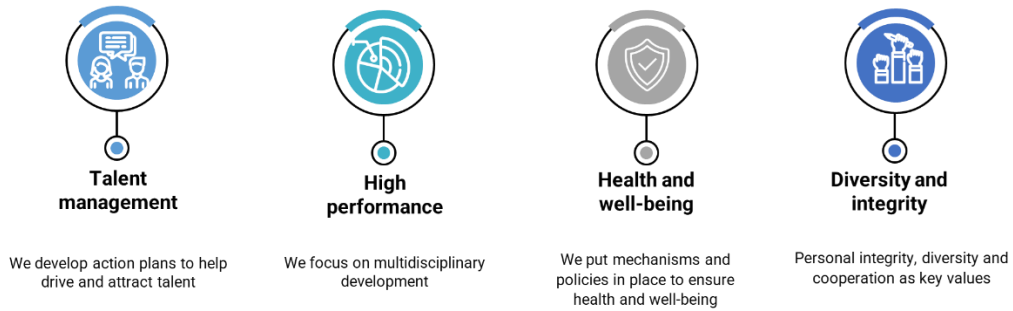 Talent
management
We develop action plans to help
drive and attract talent
High
performance
We focus on multidisciplinary
development
Health and
well-being
We put mechanisms and
policies in place to ensure
health and well-being
Diversity and
integrity
Personal integrity, diversity and
cooperation as key values